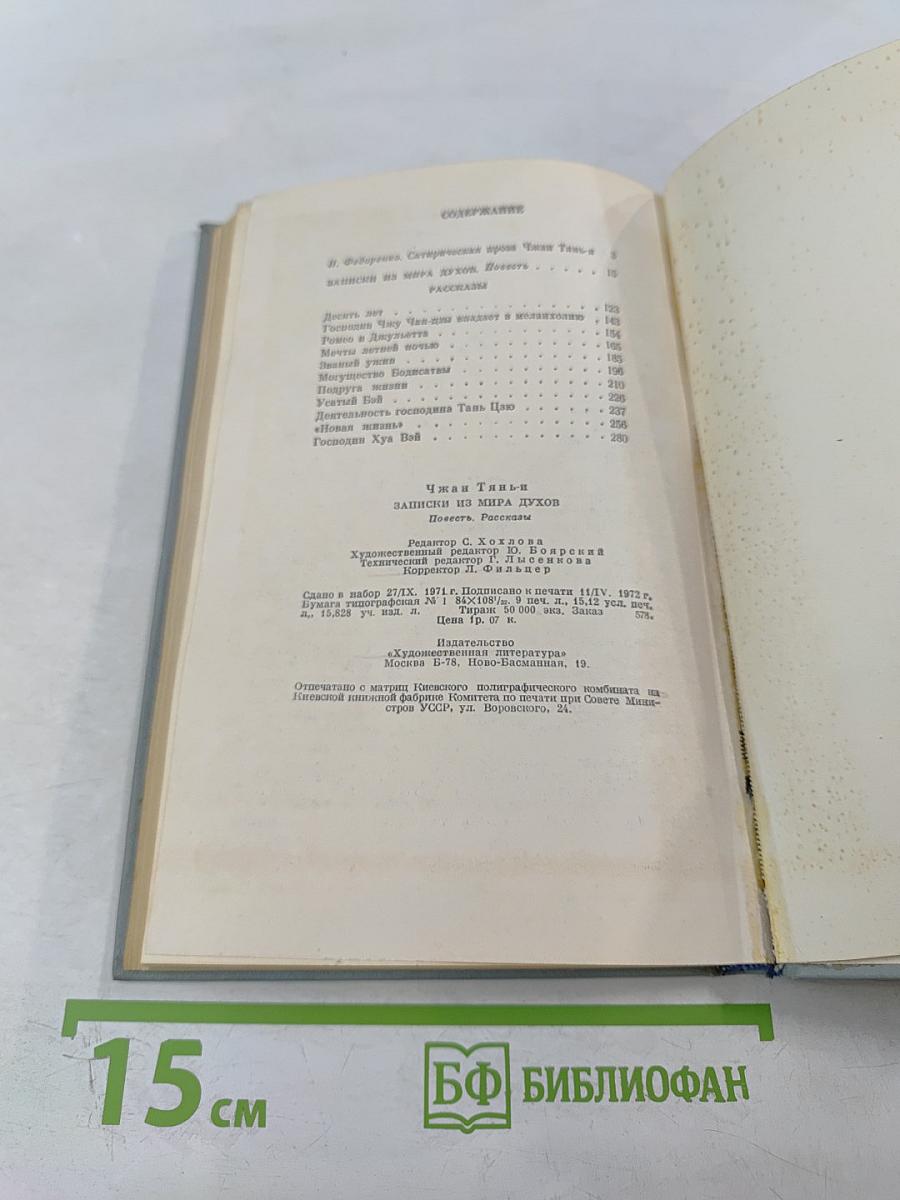 СОДЕРЖАНИЕ
Н. Федоренко. Сатирическая проза Чжан Тянь-и 3
ЗАПИСКИ ИЗ МИРА ДУХОВ. Повесть . . . . . 15
РАССКАЗЫ
Десять лет . . . . . . . . . . . . 123
Господин Чжу Чан-цзы впадает в меланхолию . 143
Ромео и Джульетта . . . . . . . . . . 154
Мечты летней ночью . . . . . . . . . 165
Званый ужин . . . . . . . . . . . 185
Могущество Бодисатвы . . . . . . . . 196
Подруга жизни . . . . . . . . . . . 210
Усатый Бэй . . . . . . . . . . . . 226
Деятельность господина Тань Цзю . . . . . 237
«Новая жизнь» . . . . . . . . . . . 256
Господин Хуа Вэй . . . . . . . . . . 280
Чжан Тянь-и
ЗАПИСКИ ИЗ МИРА ДУХОВ
Повесть. Рассказы
Редактор С. Хохлова
Художественный редактор Ю. Боярский
Технический редактор Г. Лысенкова
Корректор Л. Фильцер
Сдано в набор 27/IX. 1971 г. Подписано к печати 11/IV. 1972 г.
Бумага типографская № 1 84×108¹/₃₂. 9 печ. л., 15,12 усл. печ.
л., 15,828 уч. изд. л. Тираж 50 000 экз. Заказ 578.
Цена 1р. 07 к.
Издательство
«Художественная литература»
Москва Б-78, Ново-Басманная, 19.
Отпечатано с матриц Киевского полиграфического комбината на
Киевской книжной фабрике Комитета по печати при Совете Мини-
стров УССР, ул. Воровского, 24.
15 см
БФ БИБЛИОФАН